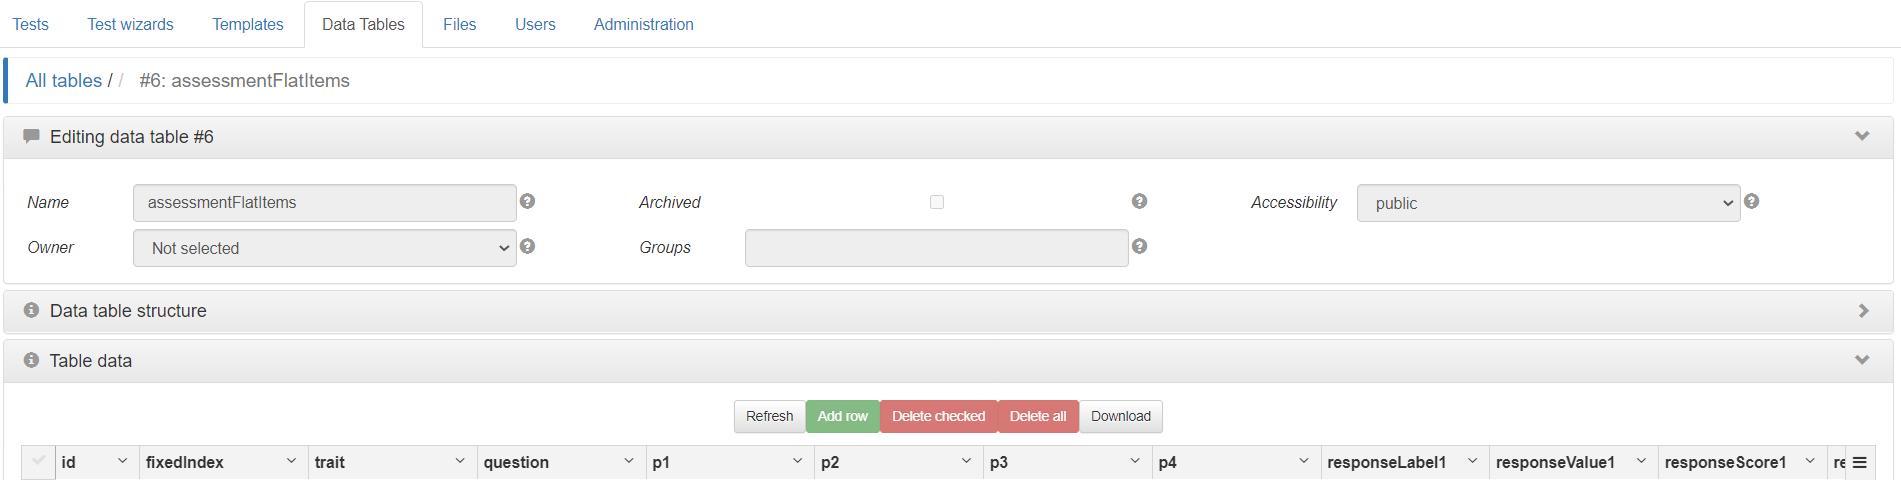 Tests Test wizards Templates Data Tables Files Users Administration
All tables / / #6: assessmentFlatItems
Editing data table #6
Name assessmentFlatItems Archived Accessibility public
Owner Not selected Groups
Data table structure
Table data
Refresh Add row Delete checked Delete all Download
id fixedIndex trait question p1 p2 p3 p4 responseLabel1 responseValue1 responseScore1